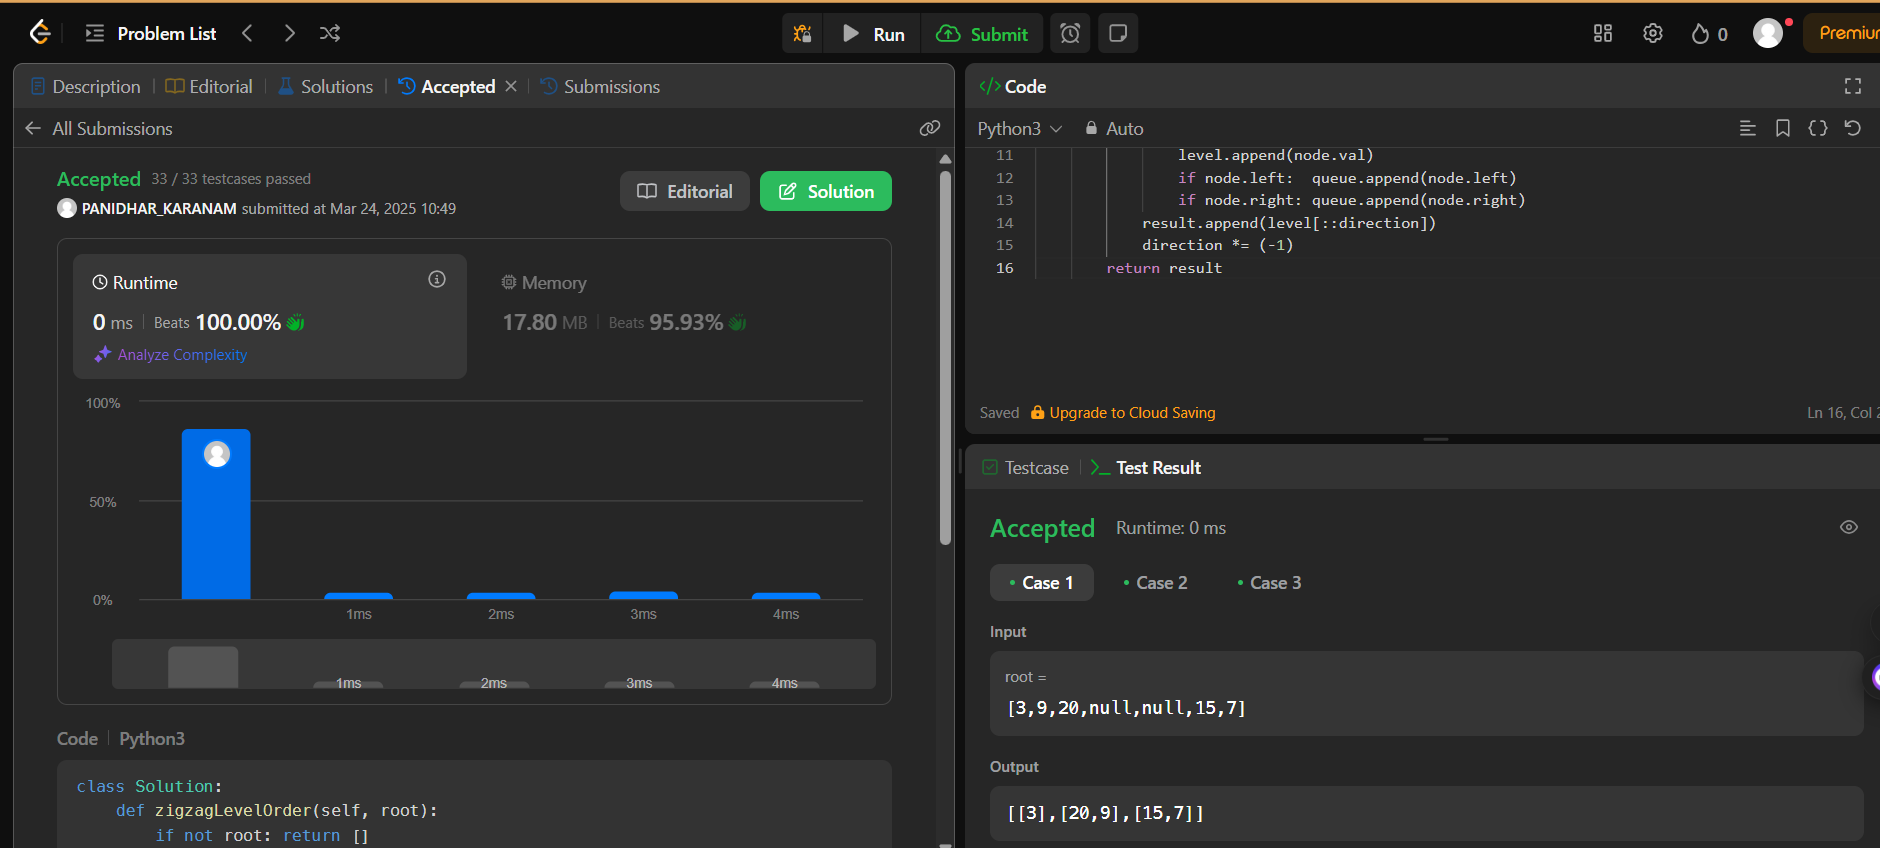 Problem List
Run
Submit
0
Premium
Description
Editorial
Solutions
Accepted
Submissions
All Submissions
Accepted 33 / 33 testcases passed
PANIDHAR_KARANAM submitted at Mar 24, 2025 10:49
Editorial
Solution
Runtime
0 ms Beats 100.00%
Analyze Complexity
Memory
17.80 MB Beats 95.93%
100%
50%
0%
1ms 2ms 3ms 4ms
1ms 2ms 3ms 4ms
Code Python3
class Solution:
def zigzagLevelOrder(self, root):
if not root: return []
</> Code
Python3 Auto
11 level.append(node.val)
12 if node.left:  queue.append(node.left)
13 if node.right: queue.append(node.right)
14 result.append(level[::direction])
15 direction *= (-1)
16 return result
Saved Upgrade to Cloud Saving
Ln 16, Col
Testcase
>_ Test Result
Accepted Runtime: 0 ms
• Case 1 • Case 2 • Case 3
Input
root =
[3,9,20,null,null,15,7]
Output
[[3],[20,9],[15,7]]